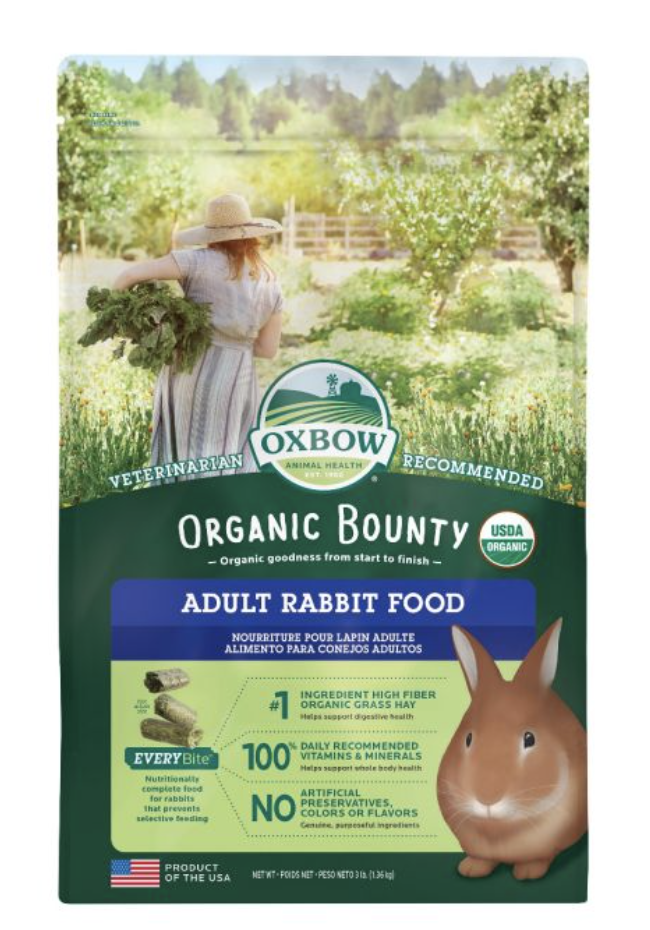 OXBOW
ANIMAL HEALTH
EST. 1980
VETERINARIAN RECOMMENDED
ORGANIC BOUNTY
— Organic goodness from start to finish —
USDA
ORGANIC
ADULT RABBIT FOOD
NOURRITURE POUR LAPIN ADULTE
ALIMENTO PARA CONEJOS ADULTOS
#1 INGREDIENT HIGH FIBER
ORGANIC GRASS HAY
Helps support digestive health
100% DAILY RECOMMENDED
VITAMINS & MINERALS
Helps support whole body health
NO ARTIFICIAL
PRESERVATIVES,
COLORS OR FLAVORS
Genuine, purposeful ingredients
EVERYBite™
Nutritionally
complete food
for rabbits
that prevents
selective feeding
PRODUCT
OF THE USA
NET WT • POIDS NET • PESO NETO 3 lb. (1.36 kg)